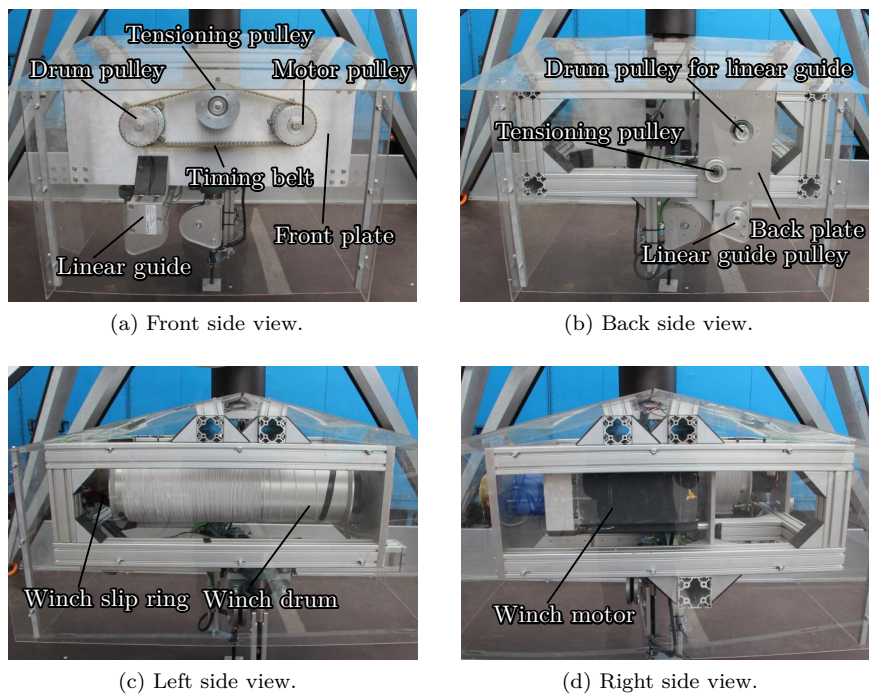 Tensioning pulley
Drum pulley
Motor pulley
Timing belt
Front plate
Linear guide
(a) Front side view.
Drum pulley for linear guide
Tensioning pulley
Back plate
Linear guide pulley
(b) Back side view.
Winch slip ring
Winch drum
(c) Left side view.
Winch motor
(d) Right side view.